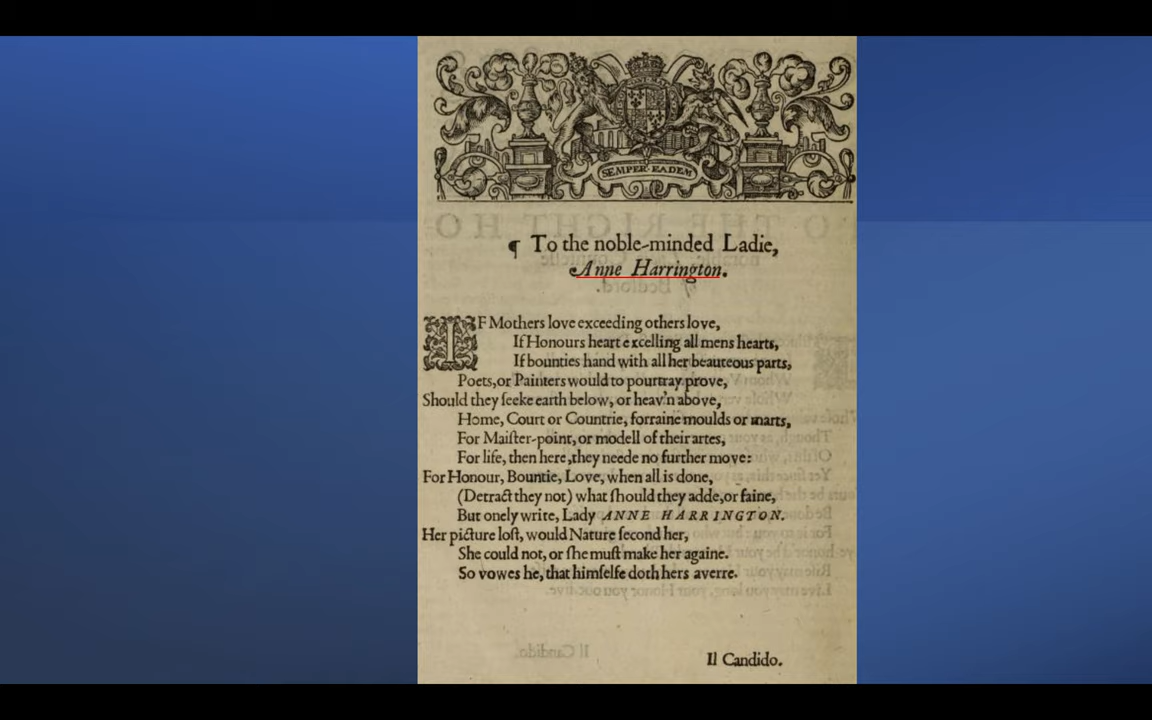 SEMPER EADEM
¶ To the noble-minded Ladie,
Anne Harrington.
IF Mothers love exceeding others love,
If Honours heart excelling all mens hearts,
If bounties hand with all her beauteous parts,
Poets, or Painters would to pourtray prove,
Should they ſeeke earth below, or heav'n above,
Home, Court or Countrie, forraine moulds or marts,
For Maiſter-point, or modell of their artes,
For life, then here, they neede no further move:
For Honour, Bountie, Love, when all is done,
(Detract they not) what ſhould they adde, or faine,
But onely write, Lady ANNE HARRINGTON.
Her picture loſt, would Nature ſecond her,
She could not, or ſhe muſt make her againe.
So vowes he, that himſelfe doth hers averre.
Il Candido.